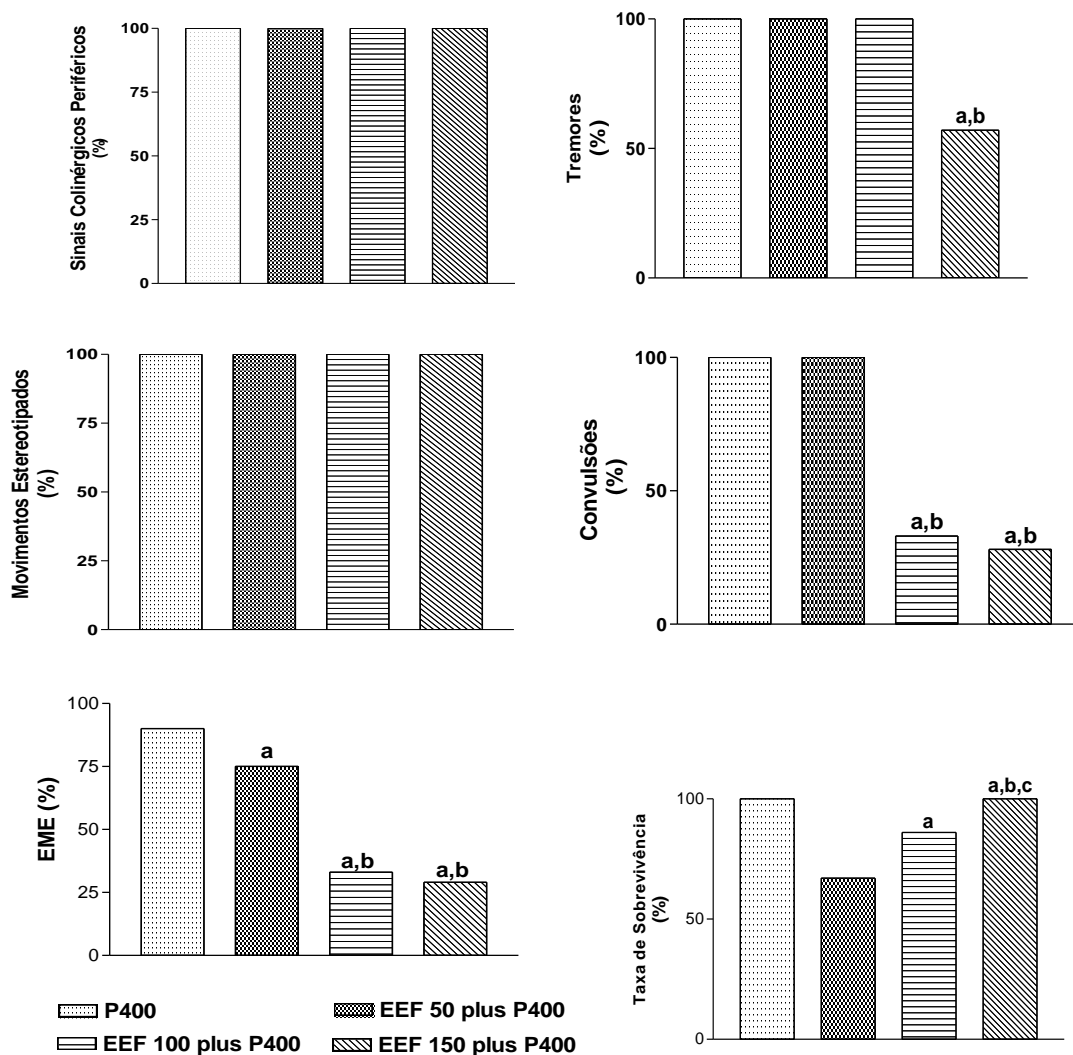 Sinais Colinérgicos Periféricos
(%)
100
75
50
25
0
Tremores
(%)
100
50
0
a,b
Movimentos Estereotipados
(%)
100
75
50
25
0
Convulsões
(%)
100
50
0
a,b
a,b
EME (%)
100
75
50
25
0
a
a,b
a,b
Taxa de Sobrevivência
(%)
100
50
0
a
a,b,c
P400
EEF 50 plus P400
EEF 100 plus P400
EEF 150 plus P400